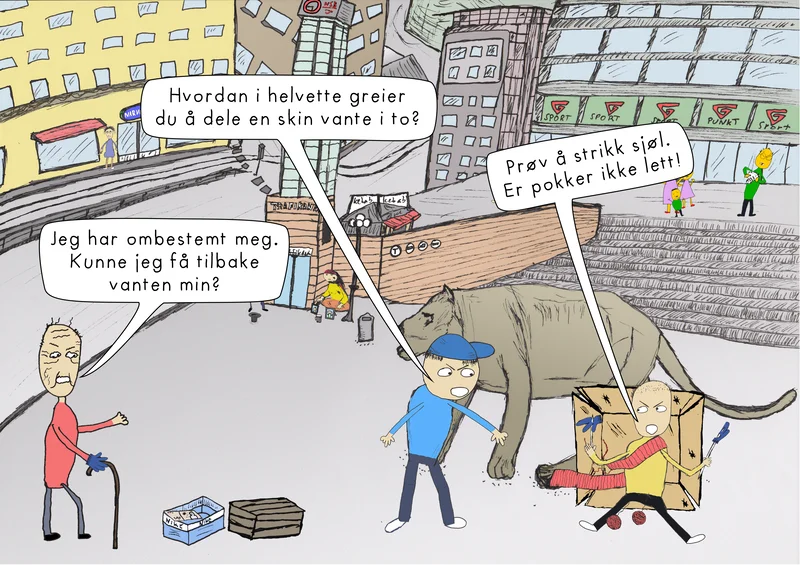 NSB
Hvordan i helvette greier
du å dele en skin vante i to?
Prøv å strikk sjøl.
Er pokker ikke lett!
SPORT
SPORT
PUNKT
Sport
kebab
kebab
Jeg har ombestemt meg.
Kunne jeg få tilbake
vanten min?
T